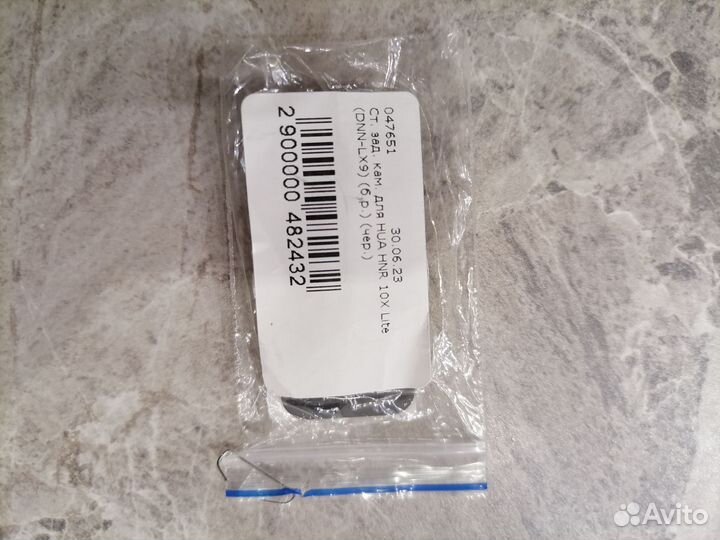 047651 30.06.23
Ст. зад. кам. для HUA HNR 10X Lite
(DNN-LX9) (б.р.) (чер.)
2 900000 482432
Avito